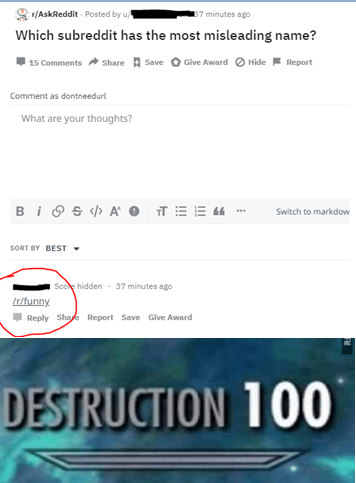 r/AskReddit · Posted by u/ 37 minutes ago
Which subreddit has the most misleading name?
15 Comments Share Save Give Award Hide Report
Comment as dontneedurl
What are your thoughts?
B i S </> A ! TT ... Switch to markdow
SORT BY BEST
Score hidden · 37 minutes ago
/r/funny
Reply Share Report Save Give Award
DESTRUCTION 100